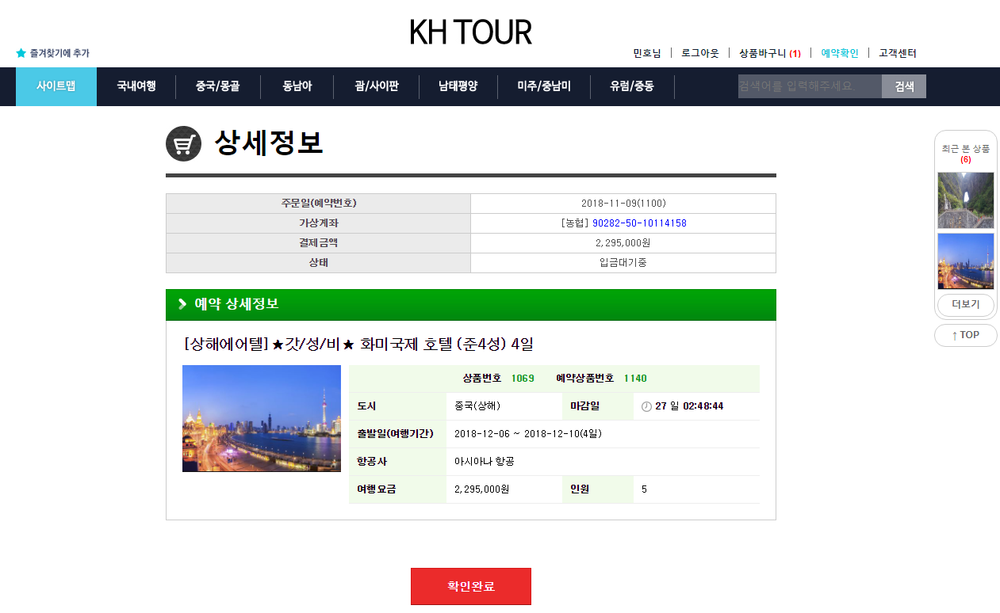 KH TOUR
즐겨찾기에 추가
민호님 로그아웃 상품바구니 (1) 예약확인 고객센터
사이트맵 국내여행 중국/몽골 동남아 괌/사이판 남태평양 미주/중남미 유럼/중동 검색어를 입력해주세요. 검색
상세정보
주문일(예약번호) 2018-11-09(1100)
가상계좌 [농협] 90282-50-10114158
결제금액 2,295,000원
상태 입금대기중
예약 상세정보
[상해에어텔]★갓/성/비★ 화미국제 호텔 (준4성) 4일
상품번호 1069 예약상품번호 1140
도시 중국(상해) 마감일 27 일 02:48:44
출발일(여행기간) 2018-12-06 ~ 2018-12-10(4일)
항공사 아시아나 항공
여행요금 2,295,000원 인원 5
확인완료
최근 본 상품
(6)
더보기
↑ TOP